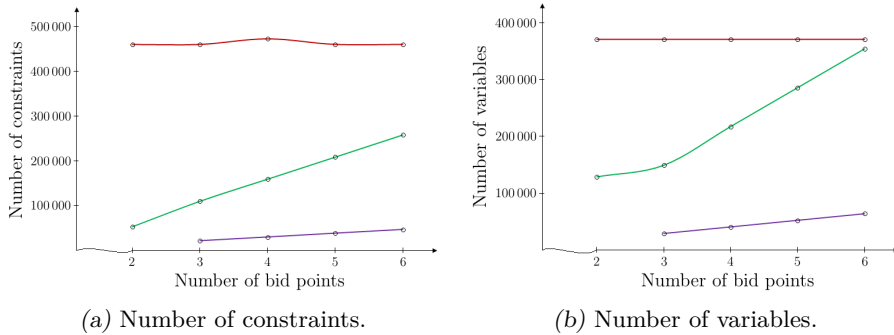 500 000
400 000
300 000
200 000
100 000
Number of constraints
2 3 4 5 6
Number of bid points
(a) Number of constraints.
400 000
300 000
200 000
100 000
Number of variables
2 3 4 5 6
Number of bid points
(b) Number of variables.